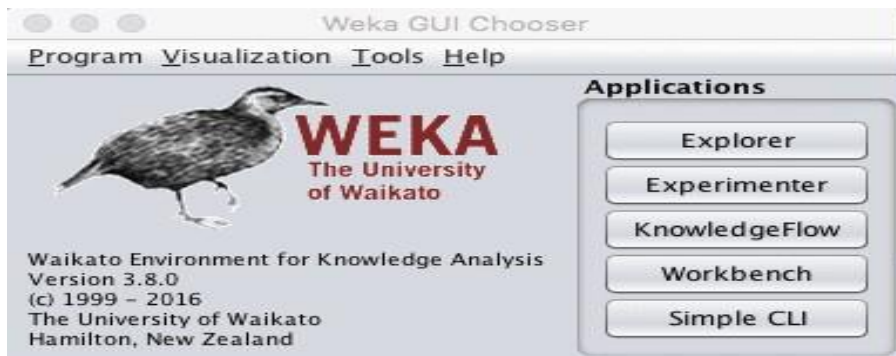 Weka GUI Chooser
Program Visualization Tools Help
WEKA
The University
of Waikato
Waikato Environment for Knowledge Analysis
Version 3.8.0
(c) 1999 - 2016
The University of Waikato
Hamilton, New Zealand
Applications
Explorer
Experimenter
KnowledgeFlow
Workbench
Simple CLI